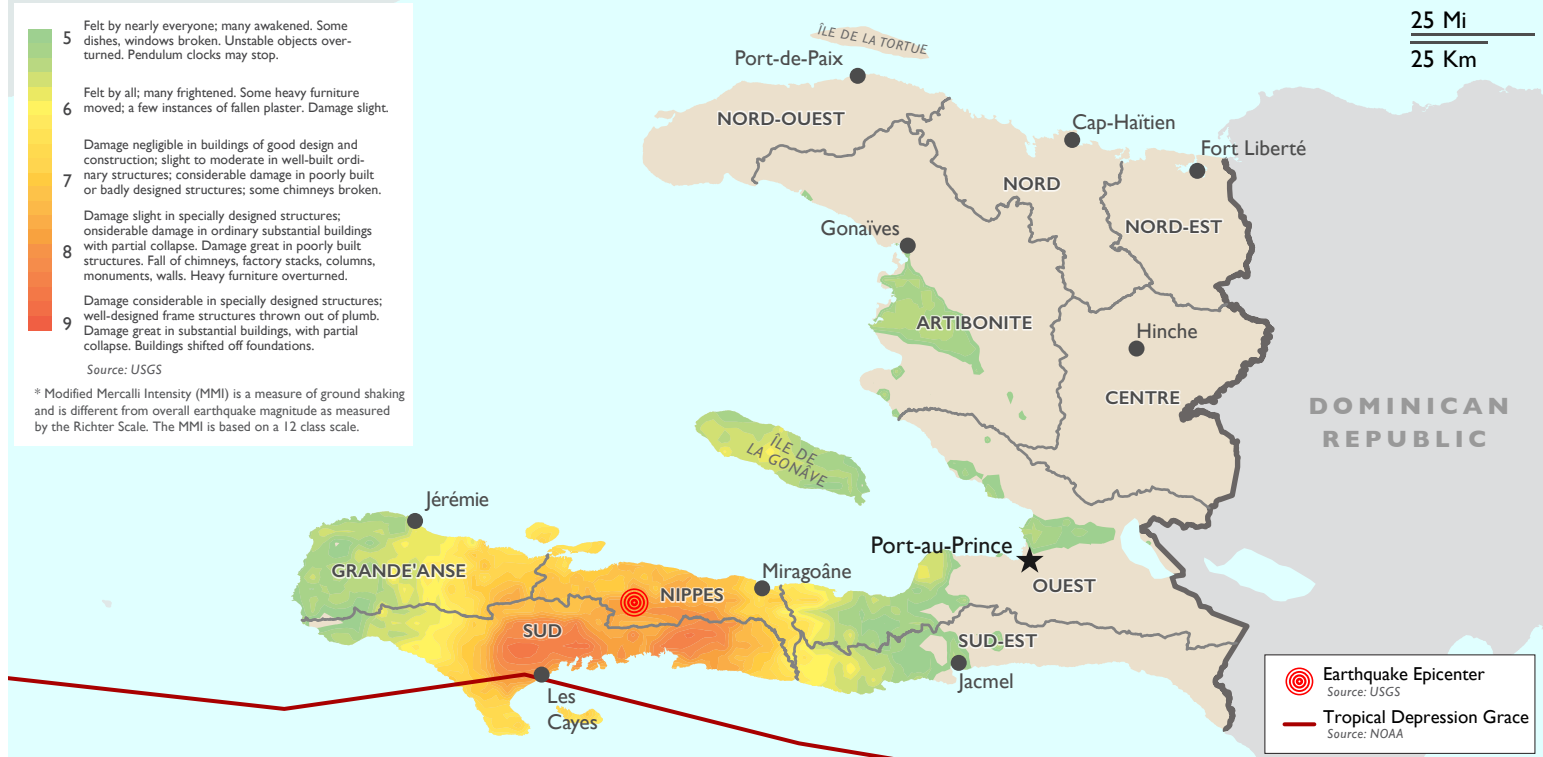 5
Felt by nearly everyone; many awakened. Some
dishes, windows broken. Unstable objects over-
turned. Pendulum clocks may stop.
6
Felt by all; many frightened. Some heavy furniture
moved; a few instances of fallen plaster. Damage slight.
7
Damage negligible in buildings of good design and
construction; slight to moderate in well-built ordi-
nary structures; considerable damage in poorly built
or badly designed structures; some chimneys broken.
8
Damage slight in specially designed structures;
onsiderable damage in ordinary substantial buildings
with partial collapse. Damage great in poorly built
structures. Fall of chimneys, factory stacks, columns,
monuments, walls. Heavy furniture overturned.
9
Damage considerable in specially designed structures;
well-designed frame structures thrown out of plumb.
Damage great in substantial buildings, with partial
collapse. Buildings shifted off foundations.
Source: USGS
* Modified Mercalli Intensity (MMI) is a measure of ground shaking
and is different from overall earthquake magnitude as measured
by the Richter Scale. The MMI is based on a 12 class scale.
25 Mi
25 Km
ÎLE DE LA TORTUE
Port-de-Paix
NORD-OUEST
Cap-Haïtien
Fort Liberté
NORD
NORD-EST
Gonaïves
ARTIBONITE
Hinche
CENTRE
DOMINICAN
REPUBLIC
ÎLE DE
LA GONÂVE
Jérémie
Port-au-Prince
GRANDE'ANSE
Miragoâne
NIPPES
OUEST
SUD
SUD-EST
Jacmel
Les
Cayes
Earthquake Epicenter
Source: USGS
Tropical Depression Grace
Source: NOAA